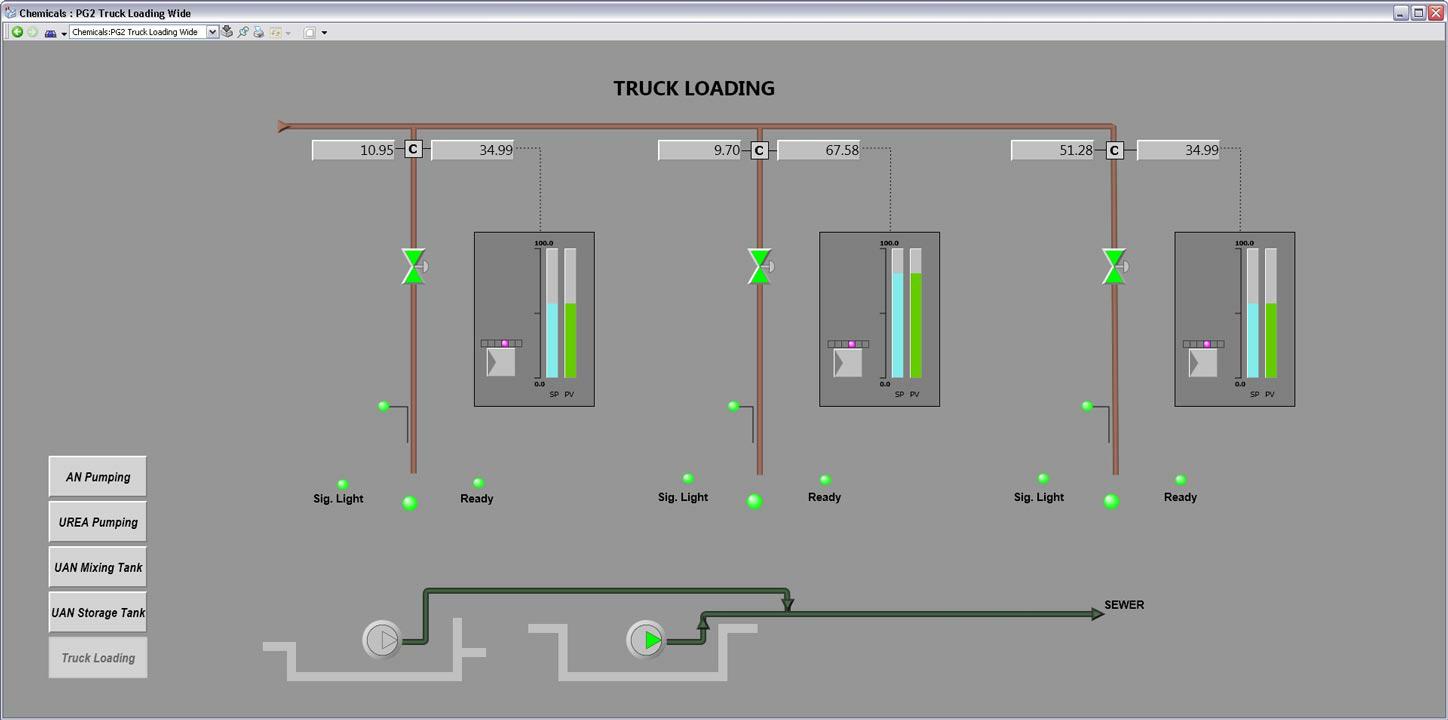 Chemicals : PG2 Truck Loading Wide
Chemicals:PG2 Truck Loading Wide
TRUCK LOADING
10.95 C 34.99
9.70 C 67.58
51.28 C 34.99
100.0
0.0
SP PV
100.0
0.0
SP PV
100.0
0.0
SP PV
Sig. Light
Ready
Sig. Light
Ready
Sig. Light
Ready
AN Pumping
UREA Pumping
UAN Mixing Tank
UAN Storage Tank
Truck Loading
SEWER